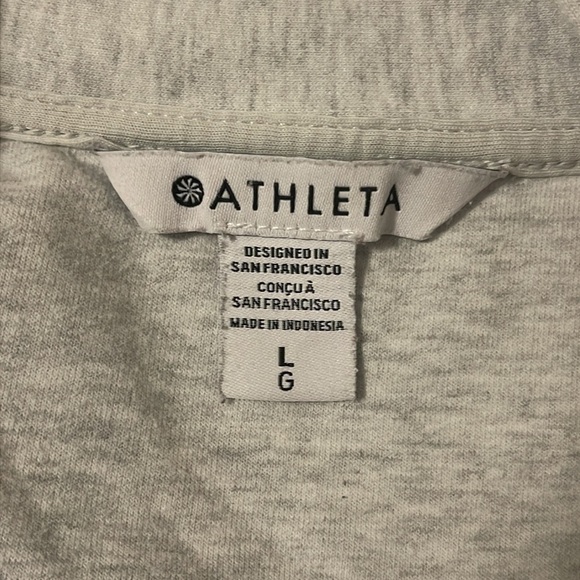 ATHLETA
DESIGNED IN
SAN FRANCISCO
CONÇU À
SAN FRANCISCO
MADE IN INDONESIA
L
G